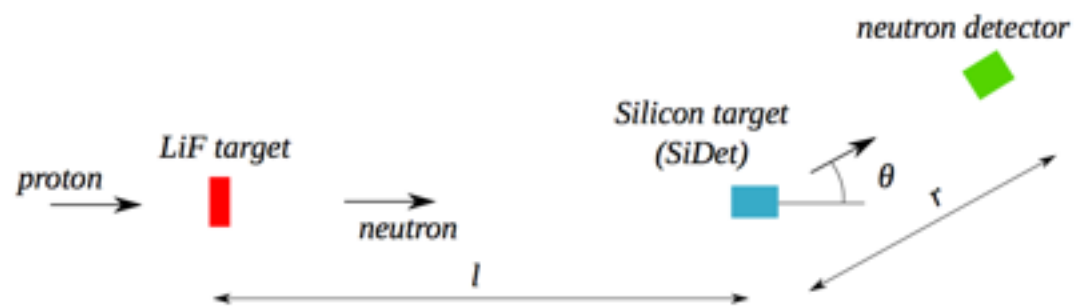 neutron detector
Silicon target
(SiDet)
LiF target
proton
neutron
θ
r
l